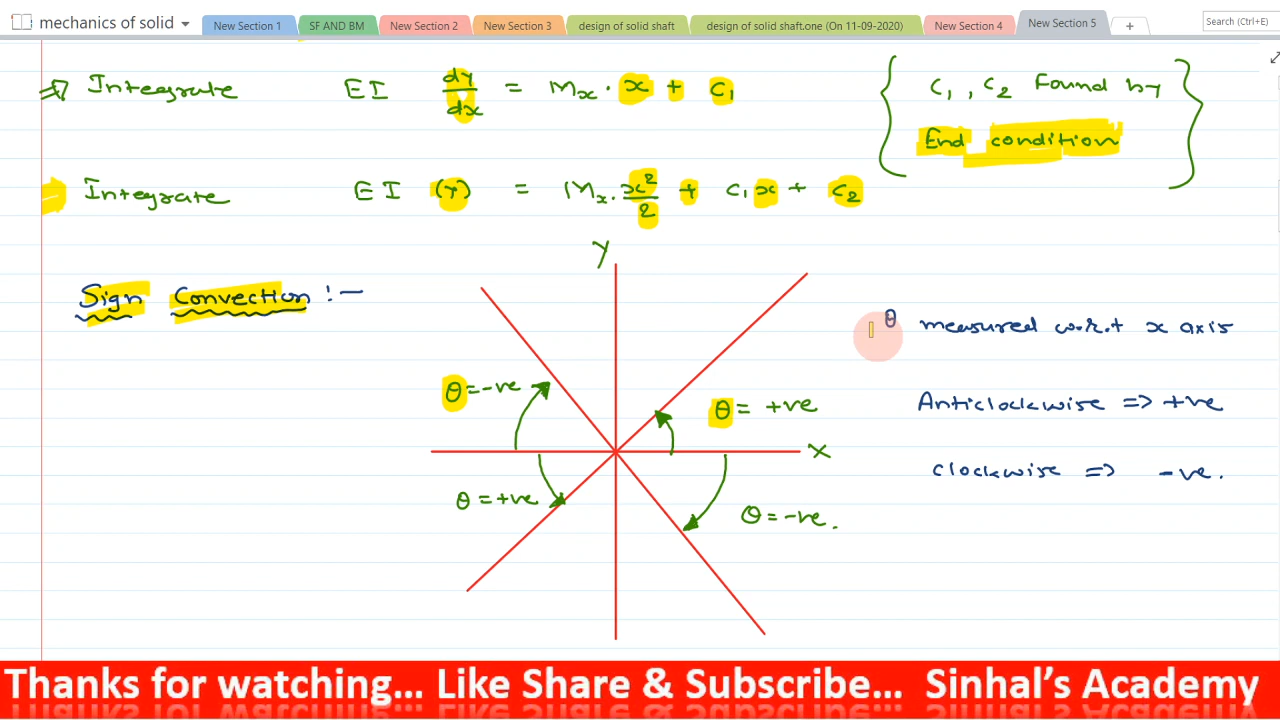 mechanics of solid
New Section 1
SF AND BM
New Section 2
New Section 3
design of solid shaft
design of solid shaft.one (On 11-09-2020)
New Section 4
New Section 5
+
Search (Ctrl+E)
⇒ Integrate EI dy/dx = Mx · x + C1
{ C1, C2 Found by
End condition }
Integrate EI (Y) = Mx · x²/2 + C1 x + C2
Y
Sign Convection :-
θ measured w.r.t x axis
θ = -ve
θ = +ve
Anticlockwise => +ve
X
clockwise => -ve.
θ = +ve
θ = -ve.
Thanks for watching... Like Share & Subscribe... Sinhal's Academy